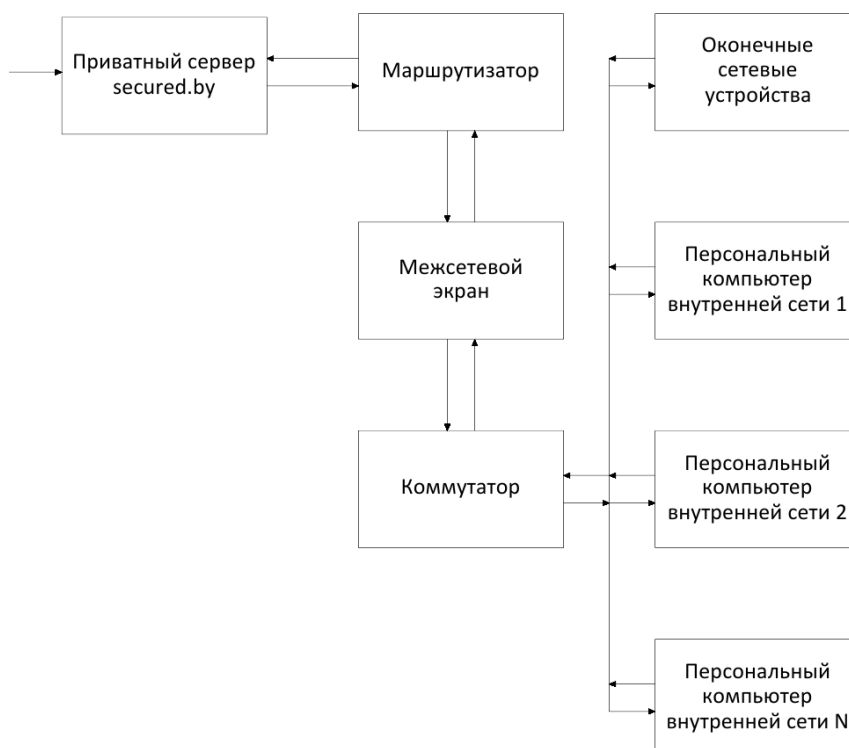 Приватный сервер
secured.by
Маршрутизатор
Оконечные
сетевые
устройства
Межсетевой
экран
Персональный
компьютер
внутренней сети 1
Коммутатор
Персональный
компьютер
внутренней сети 2
Персональный
компьютер
внутренней сети N